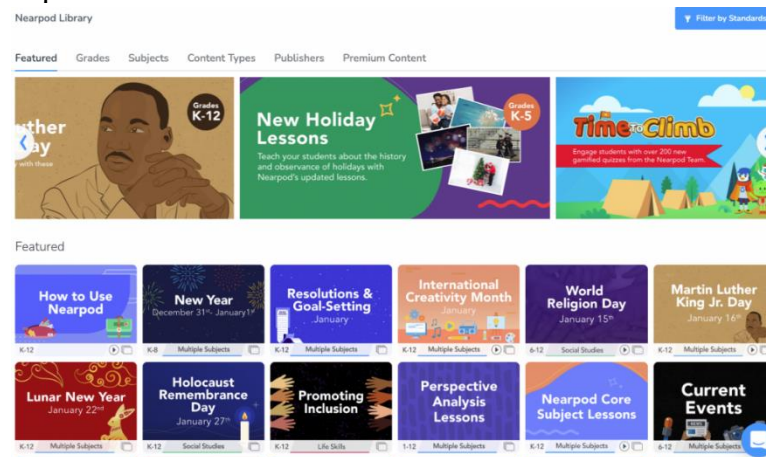 Nearpod Library
Filter by Standards
Featured Grades Subjects Content Types Publishers Premium Content
uther
ay
y with these
Grades
K-12
New Holiday
Lessons
Teach your students about the history
and observance of holidays with
Nearpod's updated lessons.
Grades
K-5
Time to Climb
Engage students with over 200 new
gamified quizzes from the Nearpod Team.
Featured
How to Use
Nearpod
K-12
New Year
December 31st- January 1st
K-8 Multiple Subjects
Resolutions &
Goal-Setting
January
K-12 Multiple Subjects
International
Creativity Month
January
K-12 Multiple Subjects
World
Religion Day
January 15th
6-12 Social Studies
Martin Luther
King Jr. Day
January 16th
K-12 Multiple Subjects
Lunar New Year
January 22nd
K-12 Multiple Subjects
Holocaust
Remembrance
Day
January 27th
K-12 Social Studies
Promoting
Inclusion
K-12 Life Skills
Perspective
Analysis
Lessons
1-12 Multiple Subjects
Nearpod Core
Subject Lessons
K-12 Multiple Subjects
Current
Events
6-12 Multiple Subjects